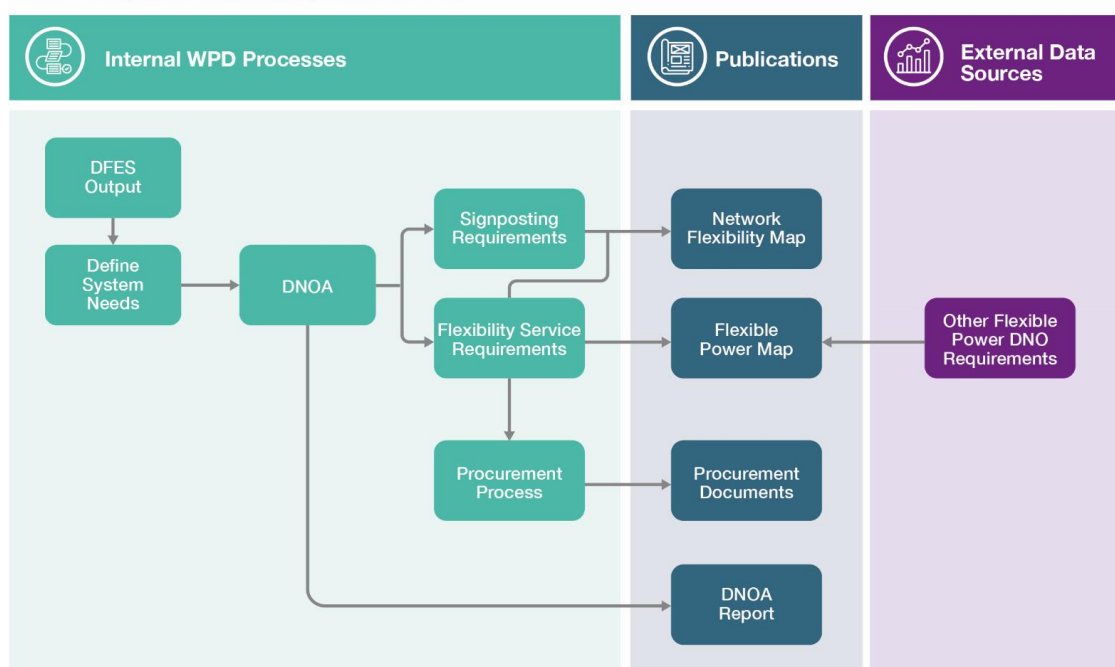 Internal WPD Processes
Publications
External Data
Sources
DFES
Output
Define
System
Needs
DNOA
Signposting
Requirements
Flexibility Service
Requirements
Procurement
Process
Network
Flexibility Map
Flexible
Power Map
Procurement
Documents
DNOA
Report
Other Flexible
Power DNO
Requirements